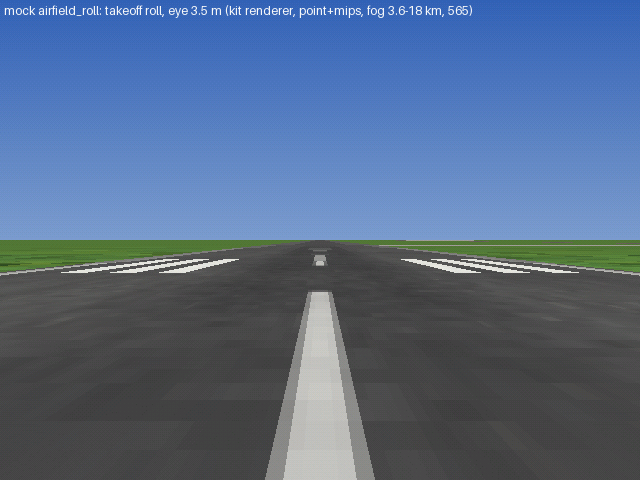 mock airfield_roll: takeoff roll, eye 3.5 m (kit renderer, point+mips, fog 3.6-18 km, 565)